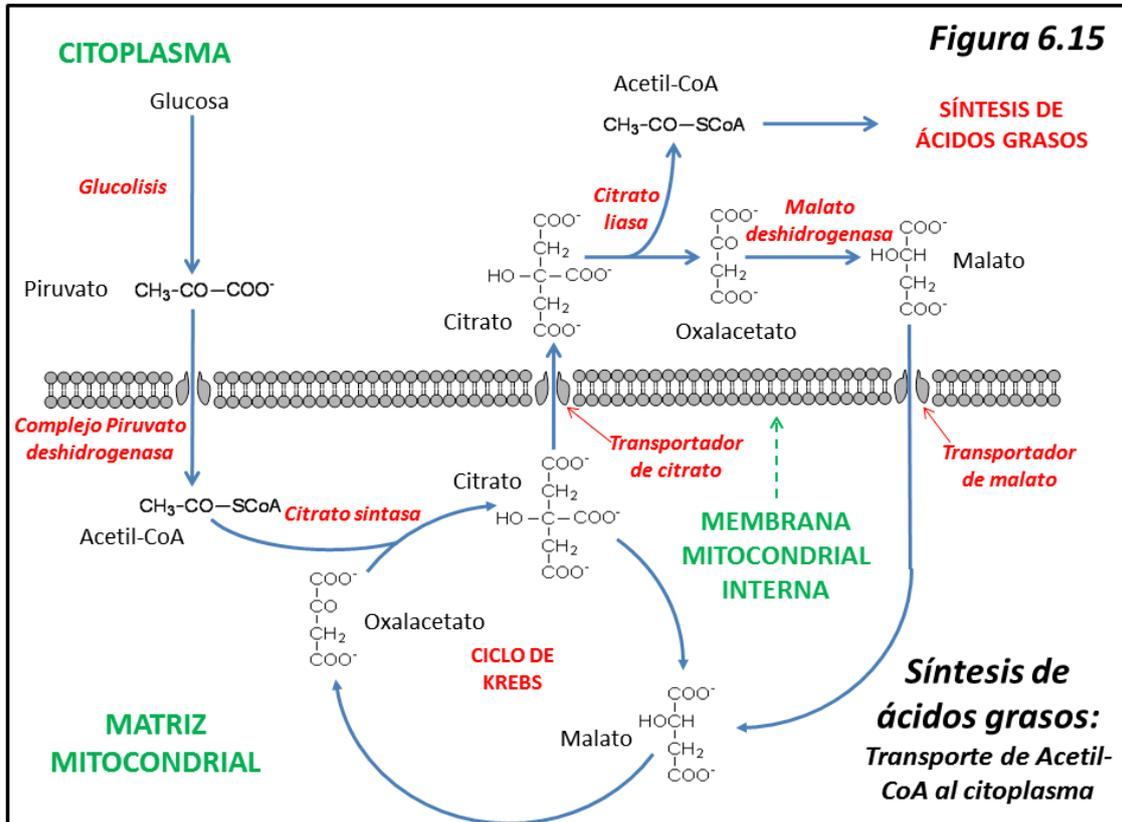 Figura 6.15
CITOPLASMA
Glucosa
Glucolisis
Piruvato
CH₃–CO–COO⁻
Acetil-CoA
CH₃–CO–SCoA
SÍNTESIS DE
ÁCIDOS GRASOS
Citrato
liasa
COO⁻
CH₂
HO–C–COO⁻
CH₂
COO⁻
Citrato
COO⁻
CO
CH₂
COO⁻
Oxalacetato
Malato
deshidrogenasa
COO⁻
HOCH
CH₂
COO⁻
Malato
Complejo Piruvato
deshidrogenasa
CH₃–CO–SCoA
Acetil-CoA
Citrato sintasa
Citrato
COO⁻
CH₂
HO–C–COO⁻
CH₂
COO⁻
Transportador
de citrato
MEMBRANA
MITOCONDRIAL
INTERNA
Transportador
de malato
COO⁻
CO
CH₂
COO⁻
Oxalacetato
CICLO DE
KREBS
COO⁻
HOCH
CH₂
COO⁻
Malato
MATRIZ
MITOCONDRIAL
Síntesis de
ácidos grasos:
Transporte de Acetil-
CoA al citoplasma